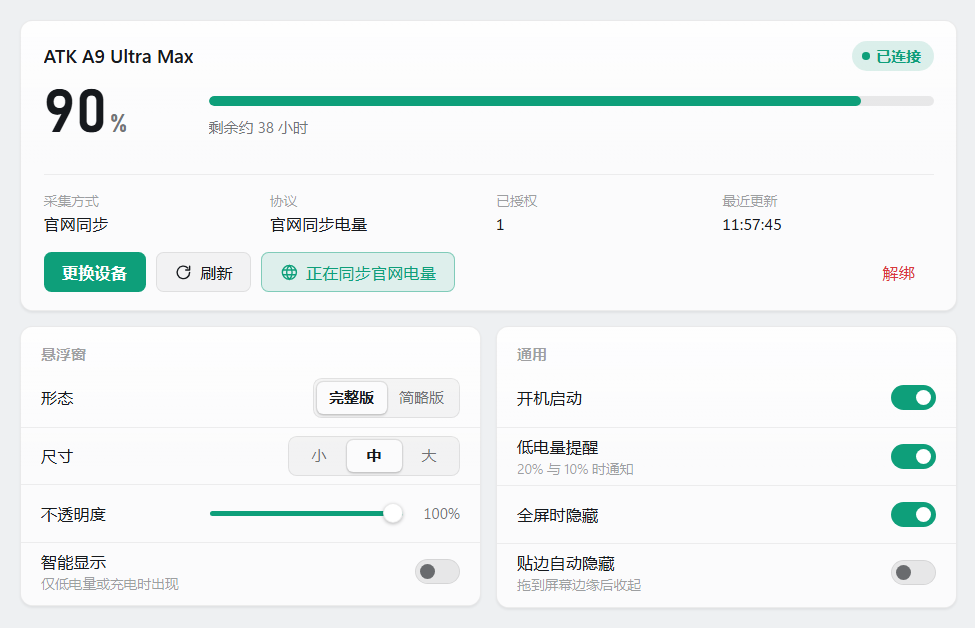 ATK A9 Ultra Max
已连接
90%
剩余约 38 小时
采集方式
官网同步
协议
官网同步电量
已授权
1
最近更新
11:57:45
更换设备
刷新
正在同步官网电量
解绑
悬浮窗
形态
完整版
简略版
尺寸
小
中
大
不透明度
100%
智能显示
仅低电量或充电时出现
通用
开机启动
低电量提醒
20% 与 10% 时通知
全屏时隐藏
贴边自动隐藏
拖到屏幕边缘后收起